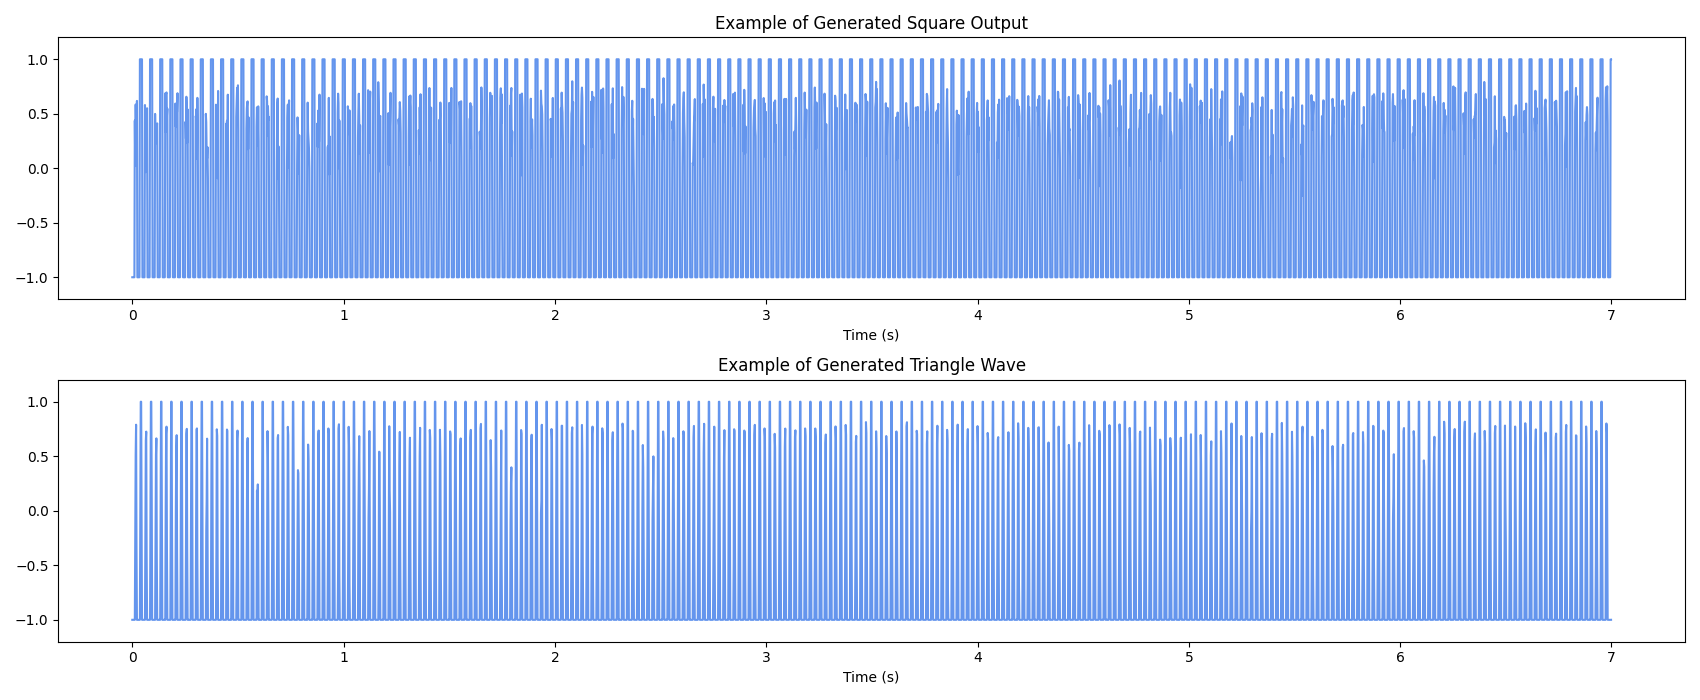 Example of Generated Square Output
1.0
0.5
0.0
−0.5
−1.0
0 1 2 3 4 5 6 7
Time (s)
Example of Generated Triangle Wave
1.0
0.5
0.0
−0.5
−1.0
0 1 2 3 4 5 6 7
Time (s)